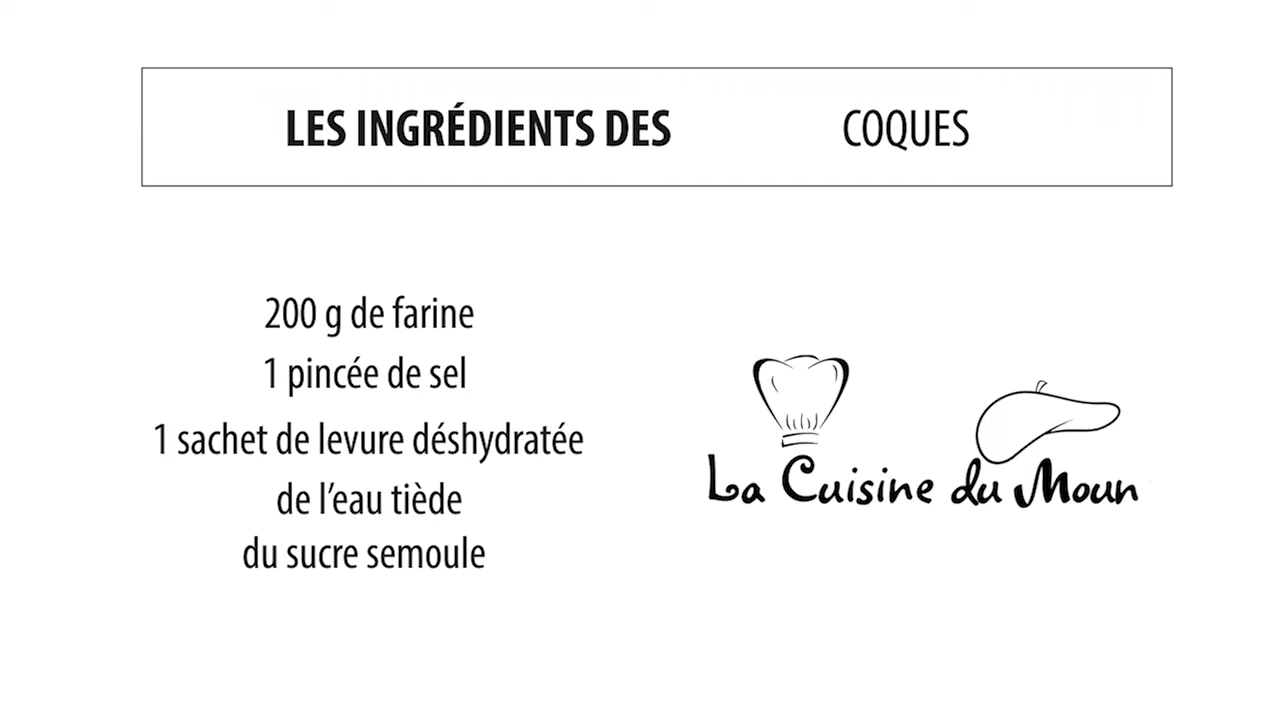 LES INGRÉDIENTS DES COQUES
200 g de farine
1 pincée de sel
1 sachet de levure déshydratée
de l'eau tiède
du sucre semoule
La Cuisine du Moun